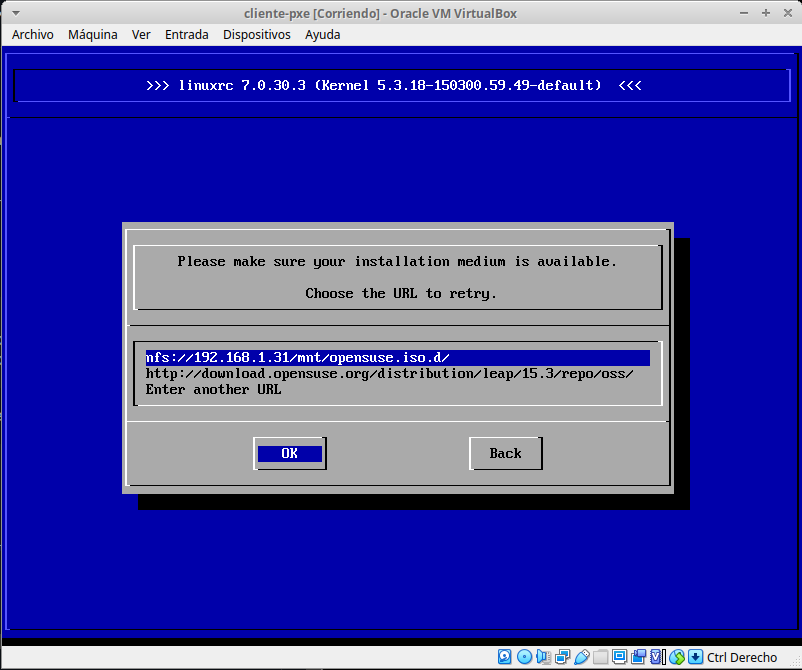 cliente-pxe [Corriendo] - Oracle VM VirtualBox
Archivo Máquina Ver Entrada Dispositivos Ayuda
>>> linuxrc 7.0.30.3 (Kernel 5.3.18-150300.59.49-default) <<<
Please make sure your installation medium is available.
Choose the URL to retry.
nfs://192.168.1.31/mnt/opensuse.iso.d/
http://download.opensuse.org/distribution/leap/15.3/repo/oss/
Enter another URL
OK Back
Ctrl Derecho